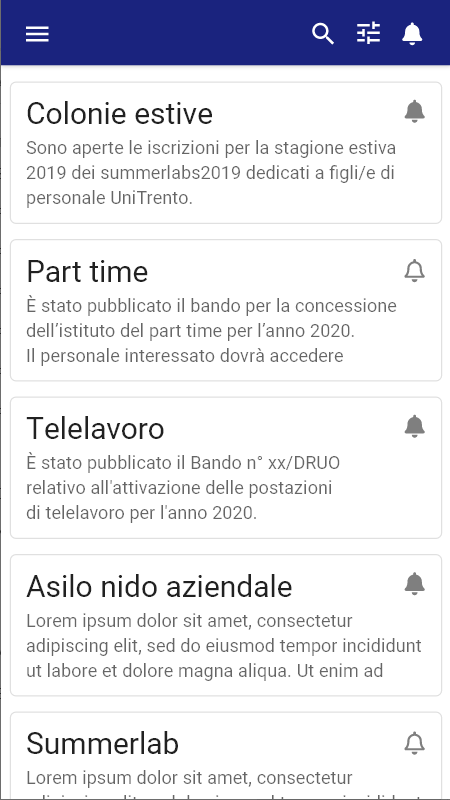 Colonie estive
Sono aperte le iscrizioni per la stagione estiva
2019 dei summerlabs2019 dedicati a figli/e di
personale UniTrento.
Part time
È stato pubblicato il bando per la concessione
dell’istituto del part time per l’anno 2020.
Il personale interessato dovrà accedere
Telelavoro
È stato pubblicato il Bando n° xx/DRUO
relativo all'attivazione delle postazioni
di telelavoro per l'anno 2020.
Asilo nido aziendale
Lorem ipsum dolor sit amet, consectetur
adipiscing elit, sed do eiusmod tempor incididunt
ut labore et dolore magna aliqua. Ut enim ad
Summerlab
Lorem ipsum dolor sit amet, consectetur